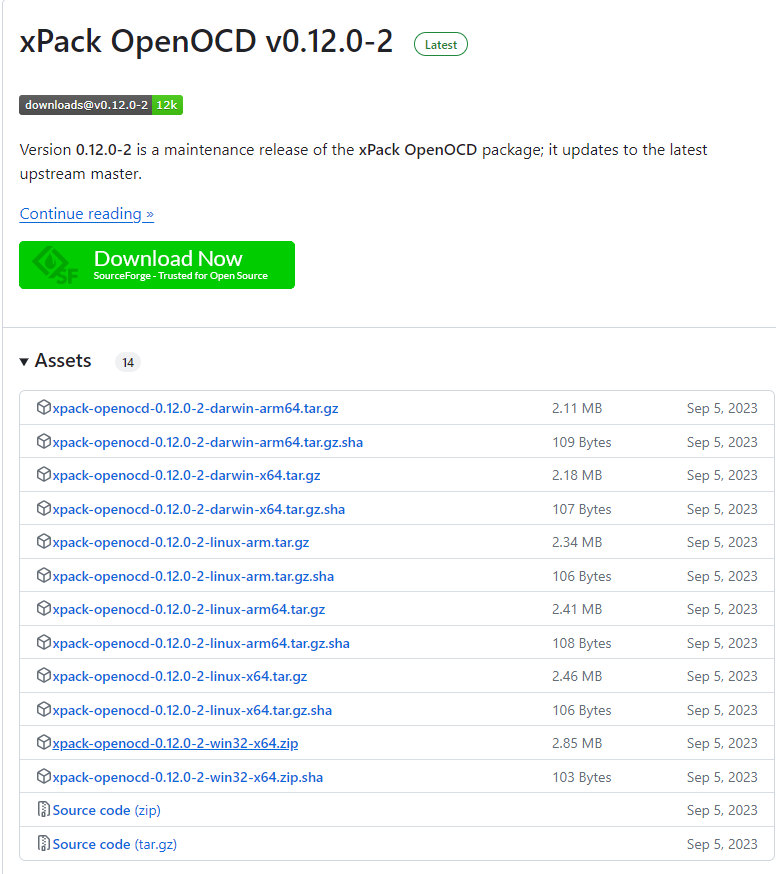 xPack OpenOCD v0.12.0-2 Latest
downloads@v0.12.0-2 12k
Version 0.12.0-2 is a maintenance release of the xPack OpenOCD package; it updates to the latest
upstream master.
Continue reading »
SF Download Now
SourceForge - Trusted for Open Source
Assets 14
xpack-openocd-0.12.0-2-darwin-arm64.tar.gz 2.11 MB Sep 5, 2023
xpack-openocd-0.12.0-2-darwin-arm64.tar.gz.sha 109 Bytes Sep 5, 2023
xpack-openocd-0.12.0-2-darwin-x64.tar.gz 2.18 MB Sep 5, 2023
xpack-openocd-0.12.0-2-darwin-x64.tar.gz.sha 107 Bytes Sep 5, 2023
xpack-openocd-0.12.0-2-linux-arm.tar.gz 2.34 MB Sep 5, 2023
xpack-openocd-0.12.0-2-linux-arm.tar.gz.sha 106 Bytes Sep 5, 2023
xpack-openocd-0.12.0-2-linux-arm64.tar.gz 2.41 MB Sep 5, 2023
xpack-openocd-0.12.0-2-linux-arm64.tar.gz.sha 108 Bytes Sep 5, 2023
xpack-openocd-0.12.0-2-linux-x64.tar.gz 2.46 MB Sep 5, 2023
xpack-openocd-0.12.0-2-linux-x64.tar.gz.sha 106 Bytes Sep 5, 2023
xpack-openocd-0.12.0-2-win32-x64.zip 2.85 MB Sep 5, 2023
xpack-openocd-0.12.0-2-win32-x64.zip.sha 103 Bytes Sep 5, 2023
Source code (zip) Sep 5, 2023
Source code (tar.gz) Sep 5, 2023